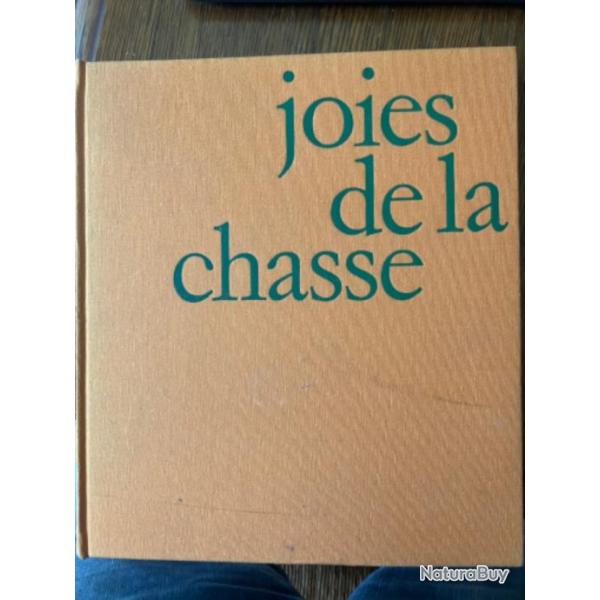 joies
de la
chasse
NaturaBuy